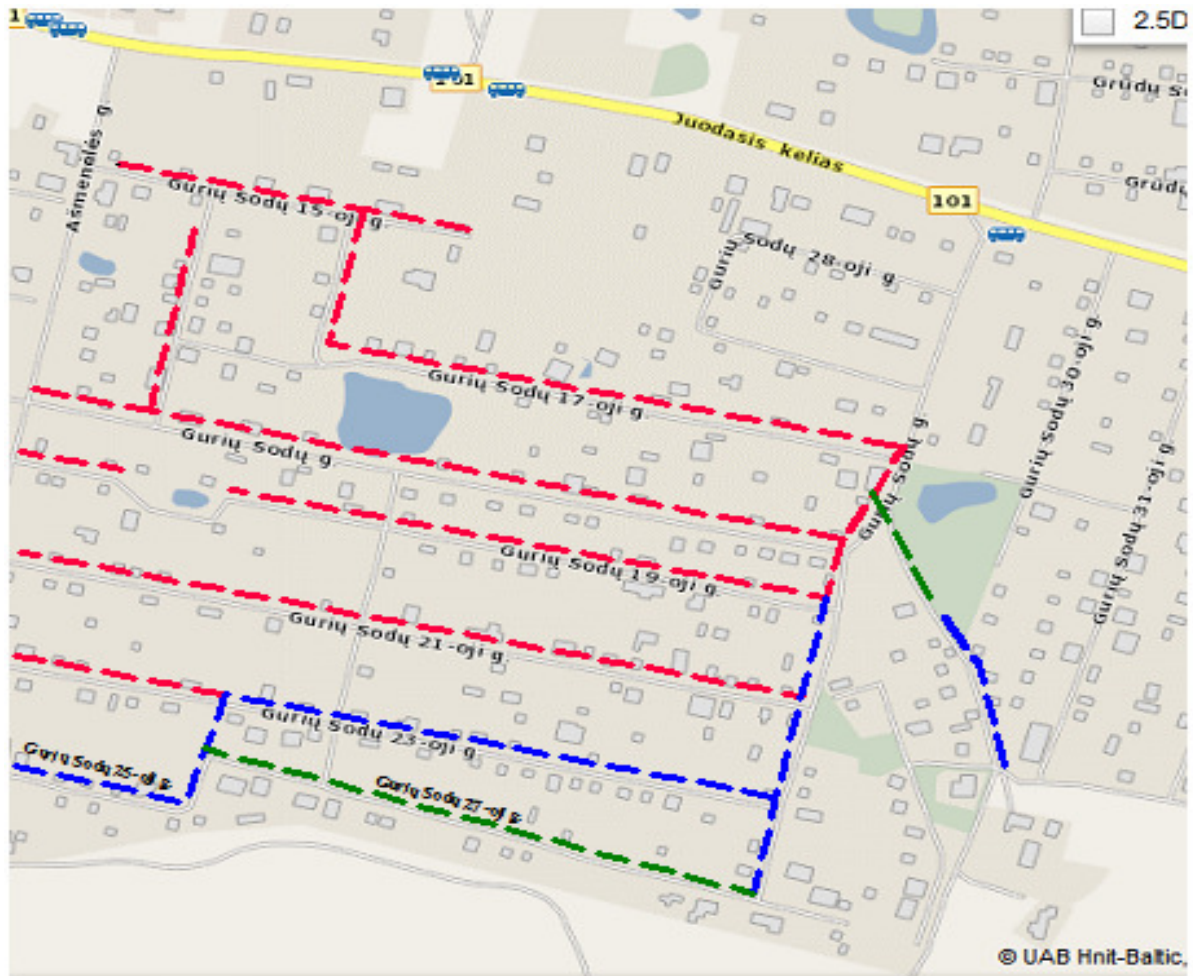 1
2.5D
101
Grūdų S
Juodasis kelias
Grūdų
Ašmenėlės g.
Gurių Sodų 15-oji g.
101
Gurių Sodų 28-oji g.
Gurių Sodų 17-oji g.
Gurių Sodų 30-oji g.
Gurių Sodų g.
Gurių Sodų g.
Gurių Sodų 31-oji g.
Gurių Sodų 19-oji g.
Gurių Sodų 21-oji g.
Gurių Sodų 23-oji g.
Gurių Sodų 25-oji g.
Gurių Sodų 27-oji g.
© UAB Hnit-Baltic,